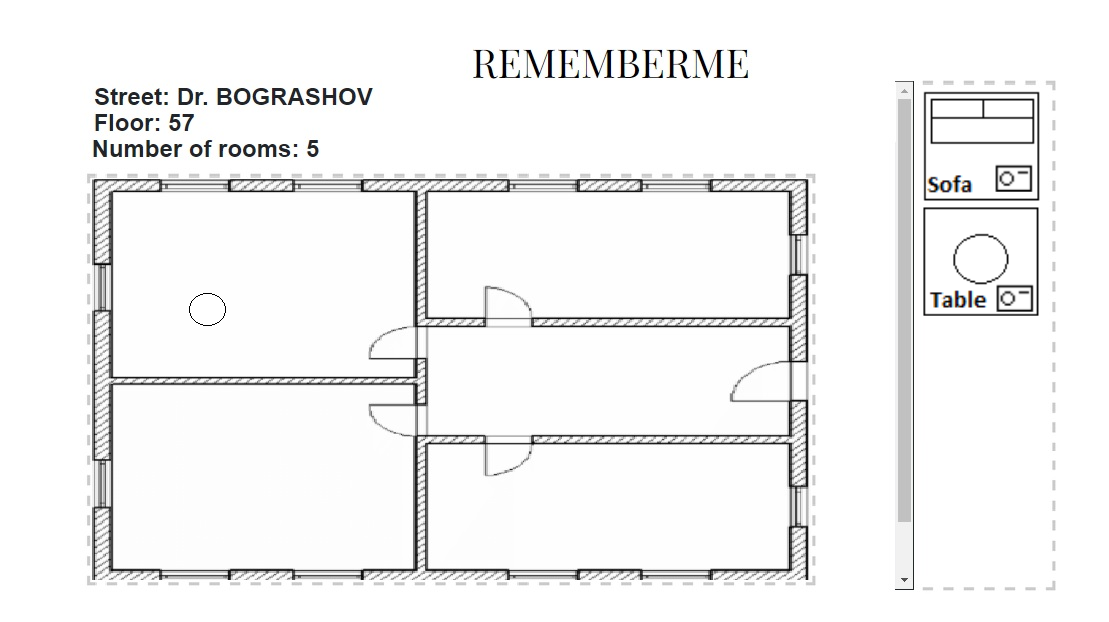 REMEMBERME
Street: Dr. BOGRASHOV
Floor: 57
Number of rooms: 5
Sofa
Table